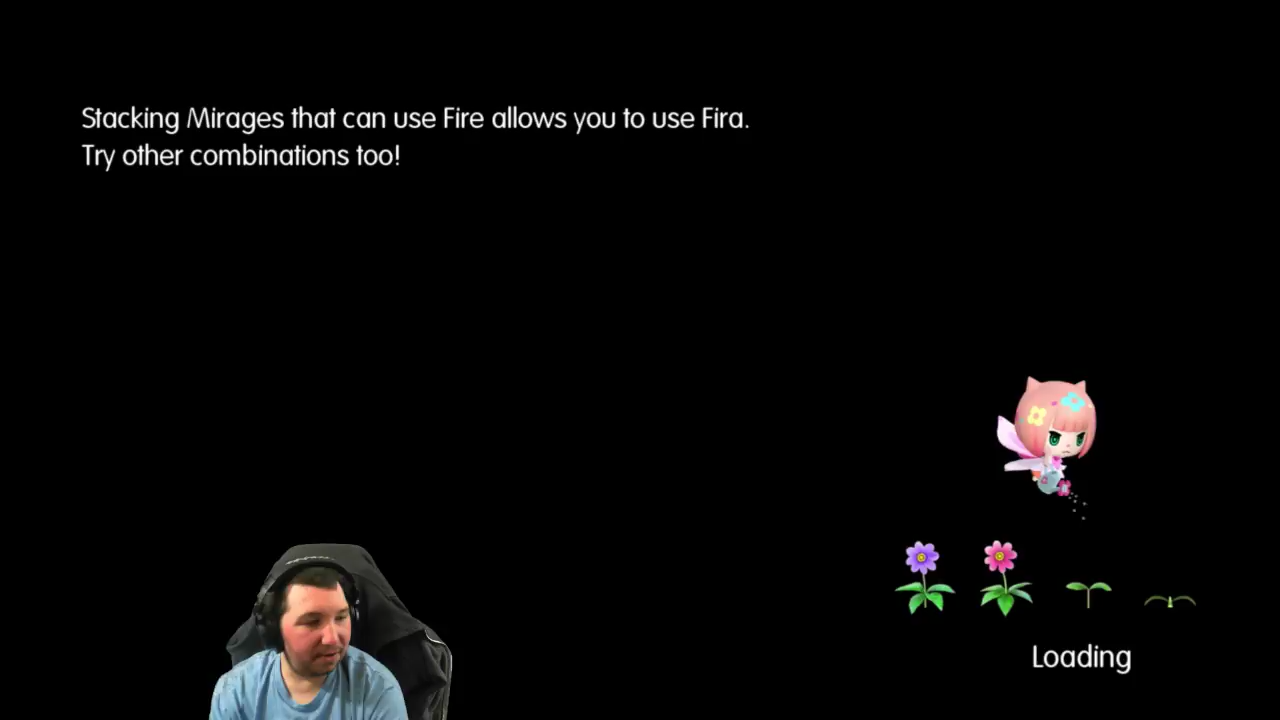 Stacking Mirages that can use Fire allows you to use Fira.
Try other combinations too!
Loading